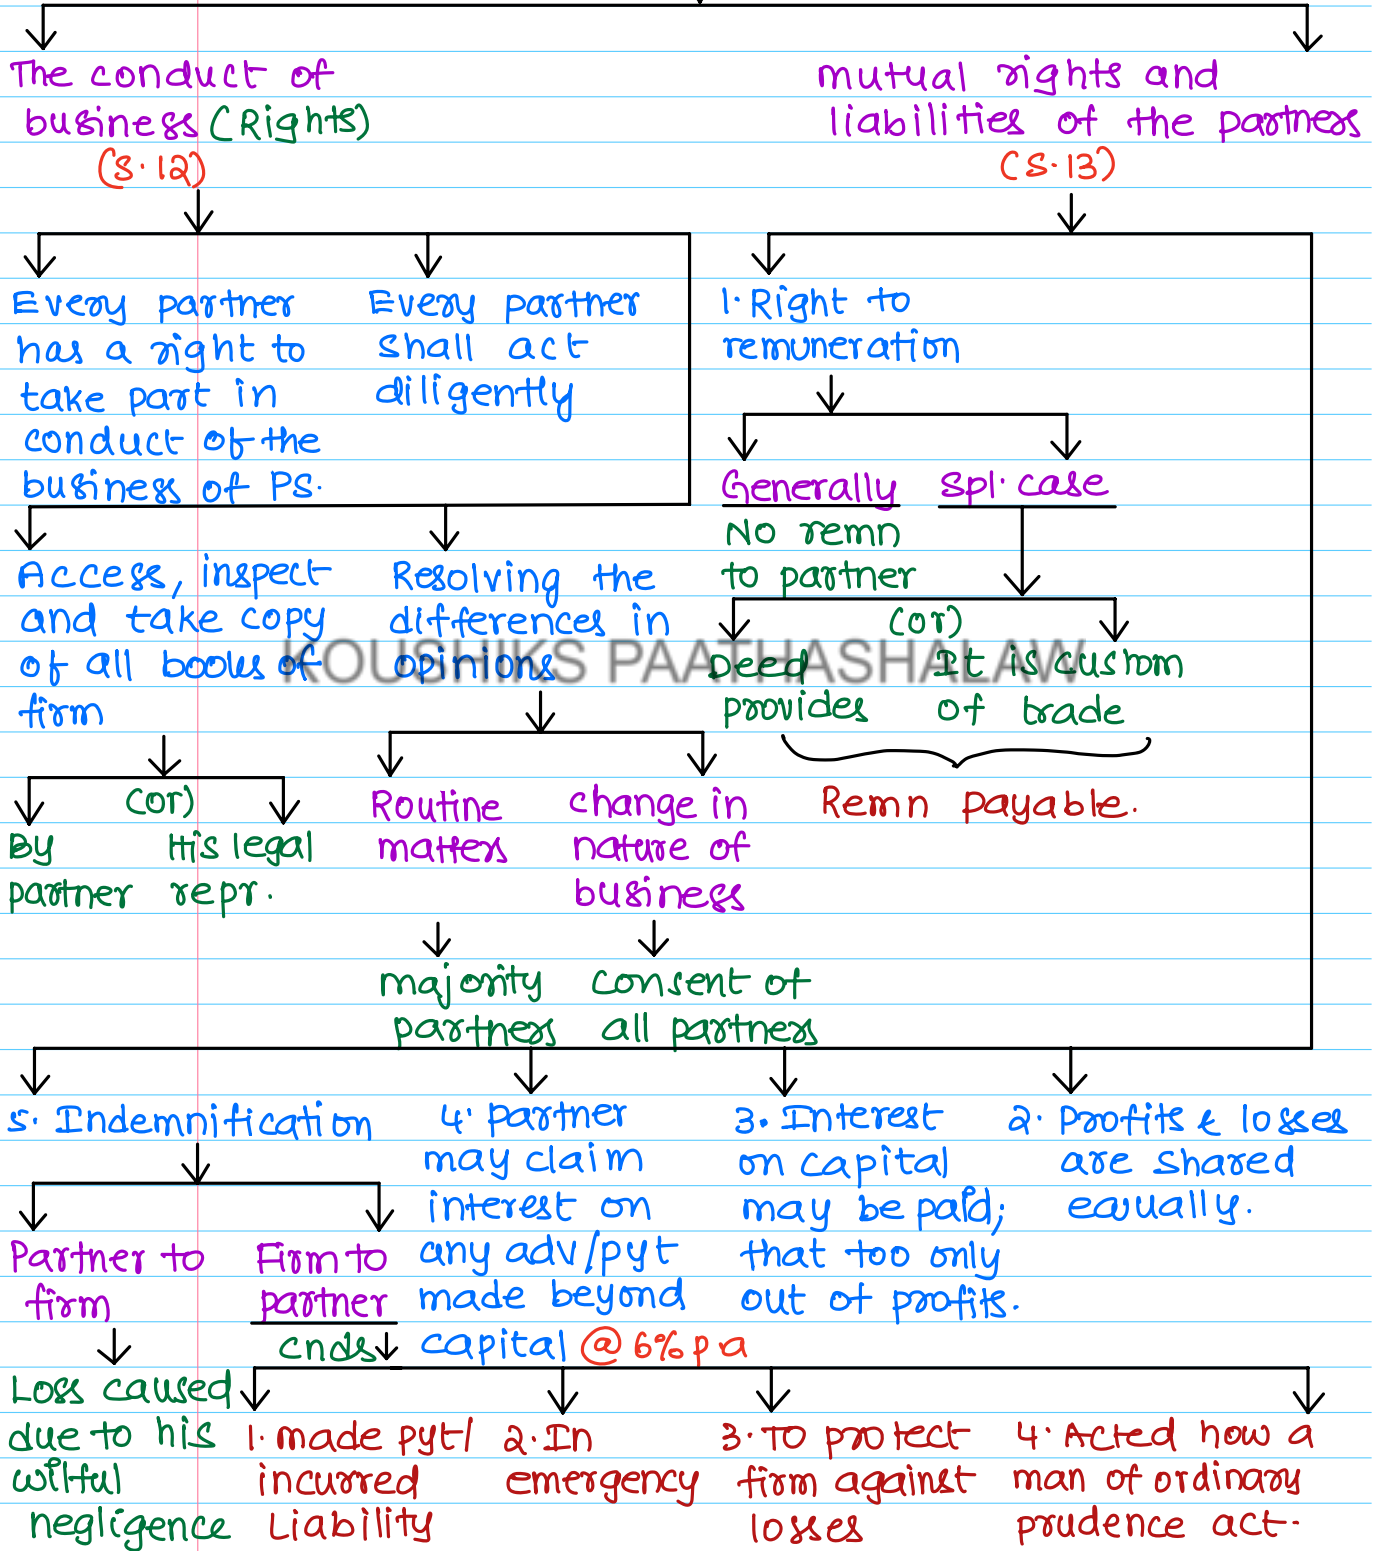 The conduct of
business (Rights)
(S.12)
mutual rights and
liabilities of the partners
(S.13)
Every partner
has a right to
take part in
conduct of the
business of PS.
Every partner
shall act
diligently
1. Right to
remuneration
Generally
No remn
to partner
Spl. case
(or)
Deed
provides
It is custom
of trade
Remn payable.
Access, inspect
and take copy
of all books of
firm
(or)
By
partner
His legal
repr.
Resolving the
differences in
opinions
KOUSHIKS PAATHASHALAW
Routine
matters
change in
nature of
business
majority
partners
consent of
all partners
5. Indemnification
4. partner
may claim
interest on
any adv/pyt
made beyond
capital @ 6% pa
3. Interest
on capital
may be paid;
that too only
out of profits.
2. Profits & losses
are shared
equally.
Partner to
firm
Firm to
partner
cnds
Loss caused
due to his
wilful
negligence
1. made pyt/
incurred
Liability
2. In
emergency
3. To protect
firm against
losses
4. Acted how a
man of ordinary
prudence act.